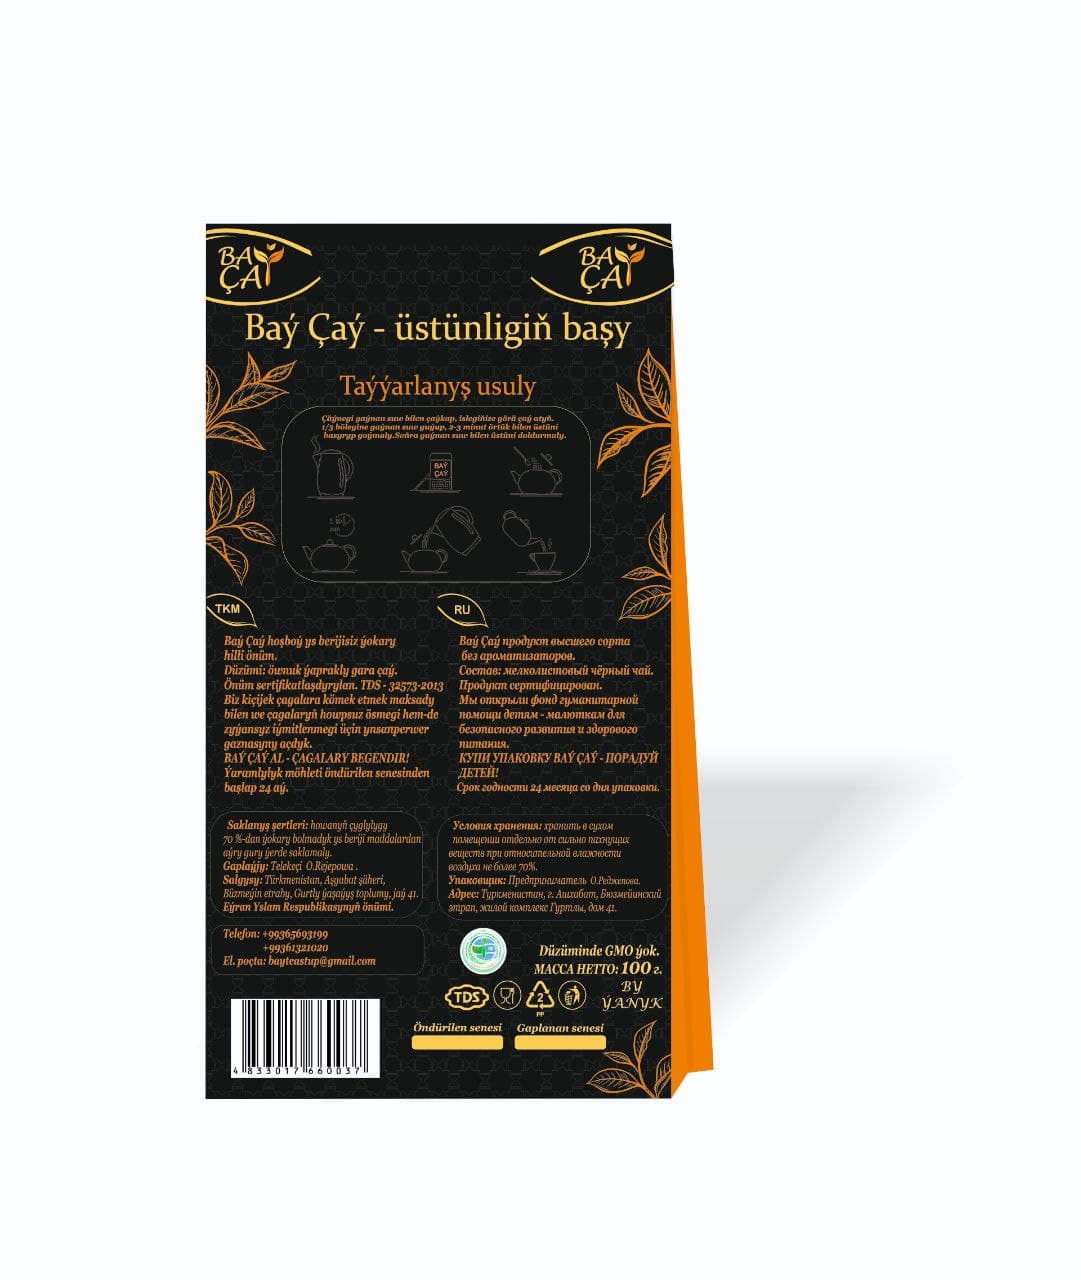 BAÝ
ÇAÝ
BAÝ
ÇAÝ
Baý Çaý - üstünligiň başy
Taýýarlanyş usuly
Çäýnegi gaýnan suw bilen çaýkap, islegiňize görä çaý atyň.
1/3 bölegine gaýnan suw guýup, 2-3 minut örtük bilen üstüni
basyryp goýmaly.Soňra gaýnan suw bilen üstüni doldurmaly.
BAÝ
ÇAÝ
TKM
Baý Çaý hoşboý ys berijisiz ýokary
hilli önüm.
Düzümi: öwnuk ýaprakly gara çaý.
Önüm sertifikatlaşdyrylan. TDS - 32573-2013
Biz kiçijek çagalara kömek etmek maksady
bilen we çagalaryň howpsuz ösmegi hem-de
zyýansyz iýmitlenmegi üçin ynsanperwer
gaznasyny açdyk.
BAÝ ÇAÝ AL - ÇAGALARY BEGENDIR!
Ýaramlylyk möhleti öndürilen senesinden
başlap 24 aý.
RU
Baý Çaý продукт высшего сорта
без ароматизаторов.
Состав: мелколистовый чёрный чай.
Продукт сертифицирован.
Мы открыли фонд гуманитарной
помощи детям - малюткам для
безопасного развития и здорового
питания.
КУПИ УПАКОВКУ BAÝ ÇAÝ - ПОРАДУЙ
ДЕТЕЙ!
Срок годности 24 месяца со дня упаковки.
Saklanyş şertleri: howanyň çyglylygy
70 %-dan ýokary bolmadyk ys beriji maddalardan
aýry gury ýerde saklamaly.
Gaplaýjy: Telekeçi O.Rejepowa .
Salgysy: Türkmenistan, Aşgabat şäheri,
Büzmeýin etraby, Gurtly ýaşaýyş toplumy, jaý 41.
Eýran Yslam Respublikasynyň önümi.
Условия хранения: хранить в сухом
помещении отдельно от сильно пахнущих
веществ при относительной влажности
воздуха не более 70%.
Упаковщик: Предприниматель О.Реджепова.
Адрес: Туркменистан, г. Ашхабат, Бюзмейинский
этрап, жилой комплекс Гуртлы, дом 41.
Telefon: +99365693199
+99361321020
El. poçta: bayteastup@gmail.com
Düzüminde GMO ýok.
МАССА НЕТТО: 100 г.
BY
ÝANYK
TDS
2
PP
Öndürilen senesi
Gaplanan senesi
4 833017 660037